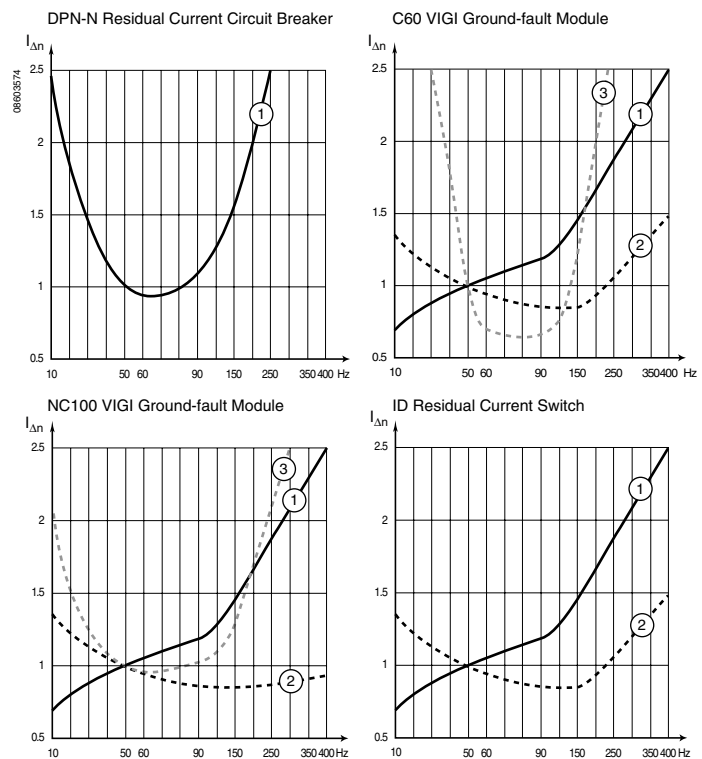 DPN-N Residual Current Circuit Breaker
IΔn
08603574
2.5
2
1.5
1
0.5
1
10 50 60 90 150 250 350 400 Hz
C60 VIGI Ground-fault Module
IΔn
2.5
2
1.5
1
0.5
3
1
2
10 50 60 90 150 250 350 400 Hz
NC100 VIGI Ground-fault Module
IΔn
2.5
2
1.5
1
0.5
3
1
2
10 50 60 90 150 250 350 400 Hz
ID Residual Current Switch
IΔn
2.5
2
1.5
1
0.5
1
2
10 50 60 90 150 250 350 400 Hz